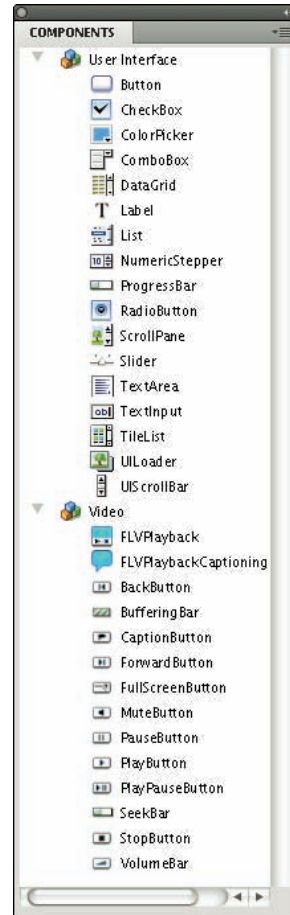 COMPONENTS
User Interface
Button
CheckBox
ColorPicker
ComboBox
DataGrid
Label
List
NumericStepper
ProgressBar
RadioButton
ScrollPane
Slider
TextArea
TextInput
TileList
UILoader
UIScrollBar
Video
FLVPlayback
FLVPlaybackCaptioning
BackButton
BufferingBar
CaptionButton
ForwardButton
FullScreenButton
MuteButton
PauseButton
PlayButton
PlayPauseButton
SeekBar
StopButton
VolumeBar